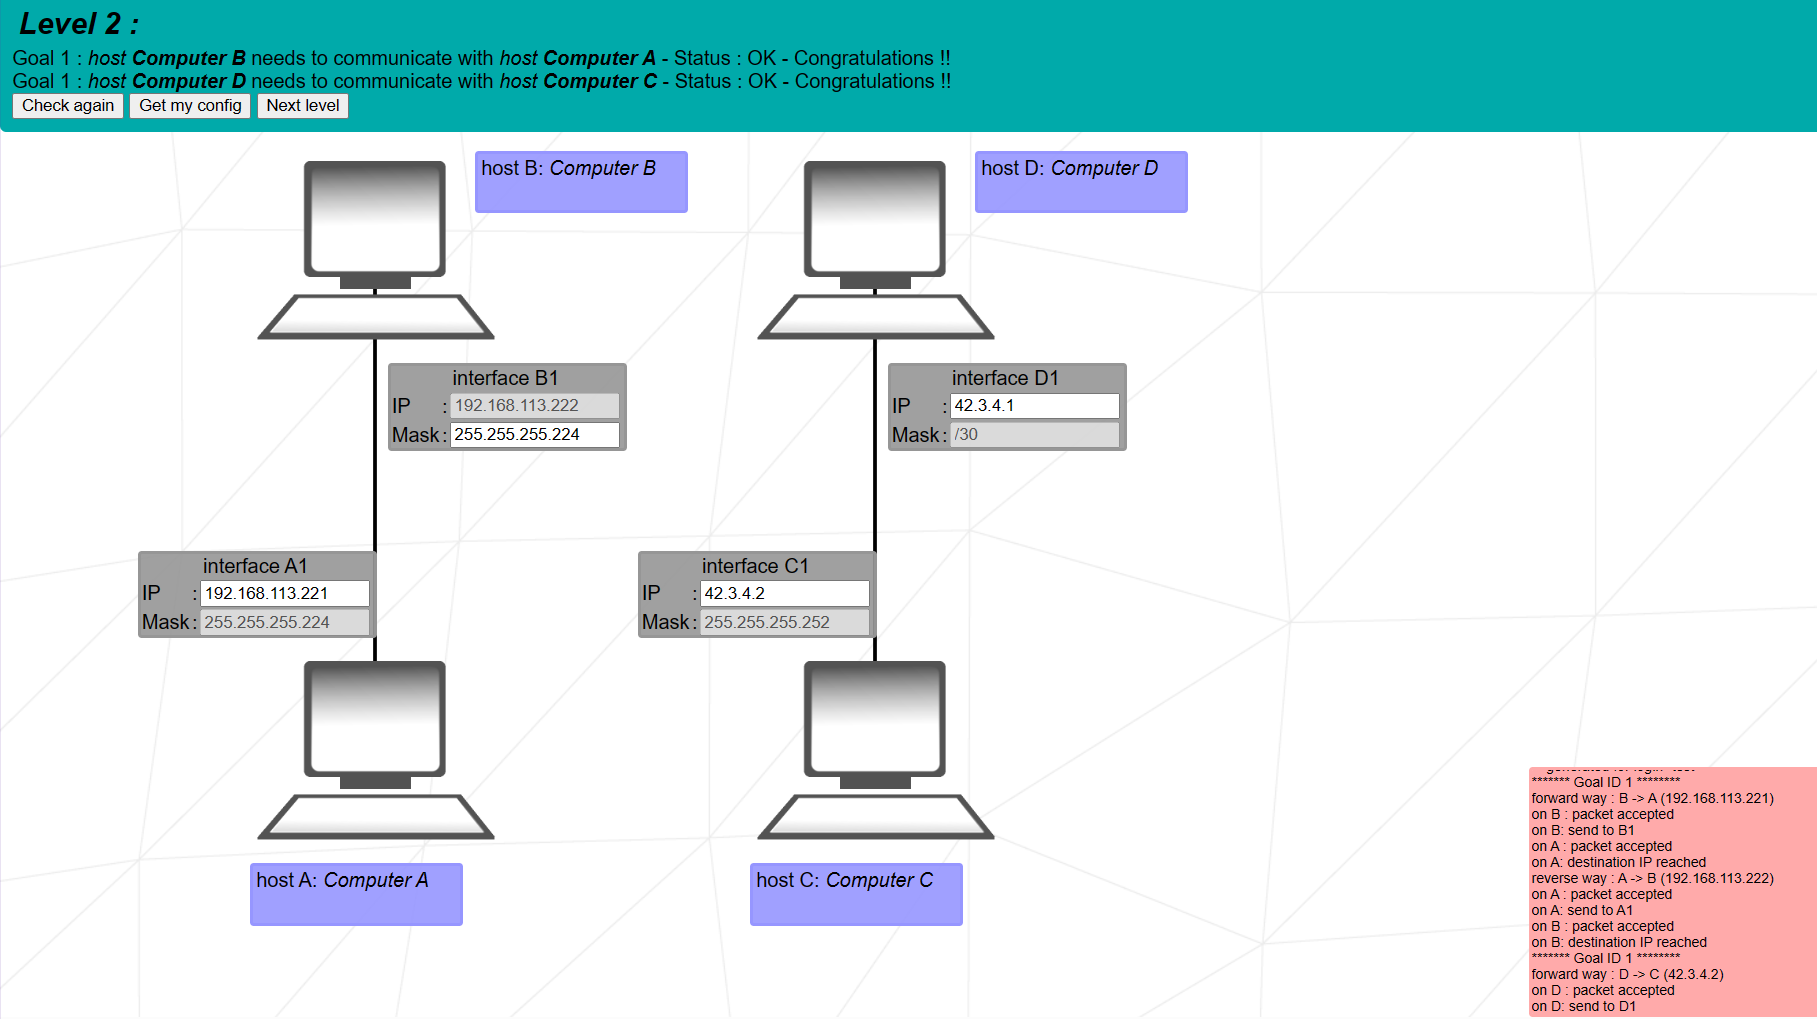 Level 2 :
Goal 1 : host Computer B needs to communicate with host Computer A - Status : OK - Congratulations !!
Goal 1 : host Computer D needs to communicate with host Computer C - Status : OK - Congratulations !!
Check again Get my config Next level
host B: Computer B
host D: Computer D
interface B1
IP : 192.168.113.222
Mask : 255.255.255.224
interface D1
IP : 42.3.4.1
Mask : /30
interface A1
IP : 192.168.113.221
Mask : 255.255.255.224
interface C1
IP : 42.3.4.2
Mask : 255.255.255.252
host A: Computer A
host C: Computer C
******* Goal ID 1 ********
forward way : B -> A (192.168.113.221)
on B : packet accepted
on B: send to B1
on A : packet accepted
on A: destination IP reached
reverse way : A -> B (192.168.113.222)
on A : packet accepted
on A: send to A1
on B : packet accepted
on B: destination IP reached
******* Goal ID 1 ********
forward way : D -> C (42.3.4.2)
on D : packet accepted
on D: send to D1